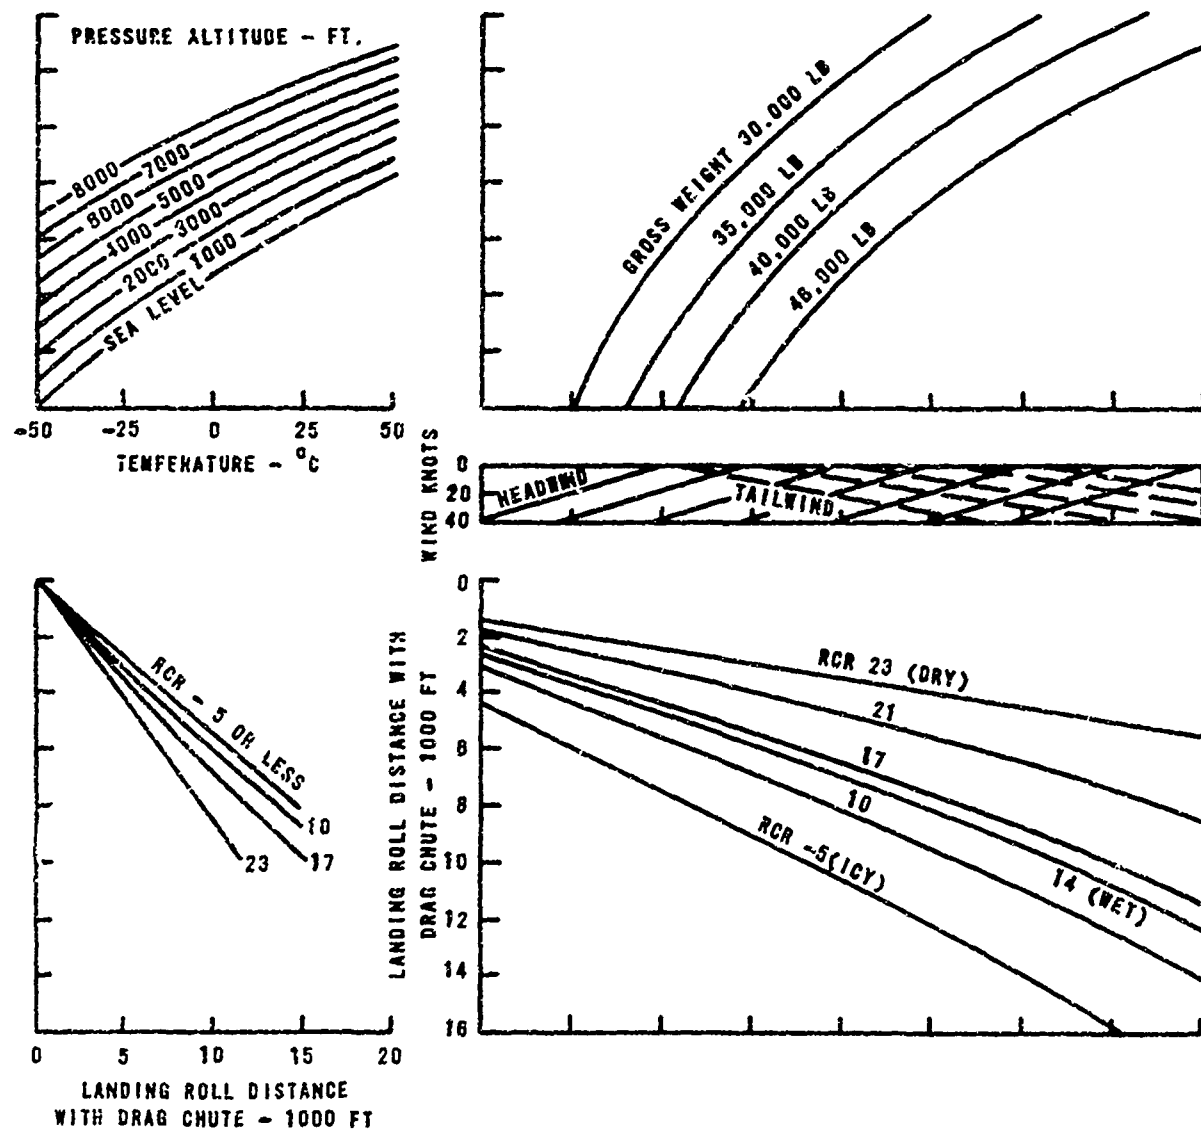 PRESSURE ALTITUDE - FT.
8000
7000
6000
5000
4000
3000
2000
1000
SEA LEVEL
-50 -25 0 25 50
TEMPERATURE - °C
GROSS WEIGHT 30,000 LB
35,000 LB
40,000 LB
46,000 LB
WIND KNOTS
0
20
40
HEADWIND
TAILWIND
RCR - 5 OR LESS
10
17
23
0 5 10 15 20
LANDING ROLL DISTANCE
WITH DRAG CHUTE - 1000 FT
LANDING ROLL DISTANCE WITH
DRAG CHUTE - 1000 FT
0
2
4
6
8
10
12
14
16
RCR 23 (DRY)
21
17
10
14 (WET)
RCR -5(ICY)